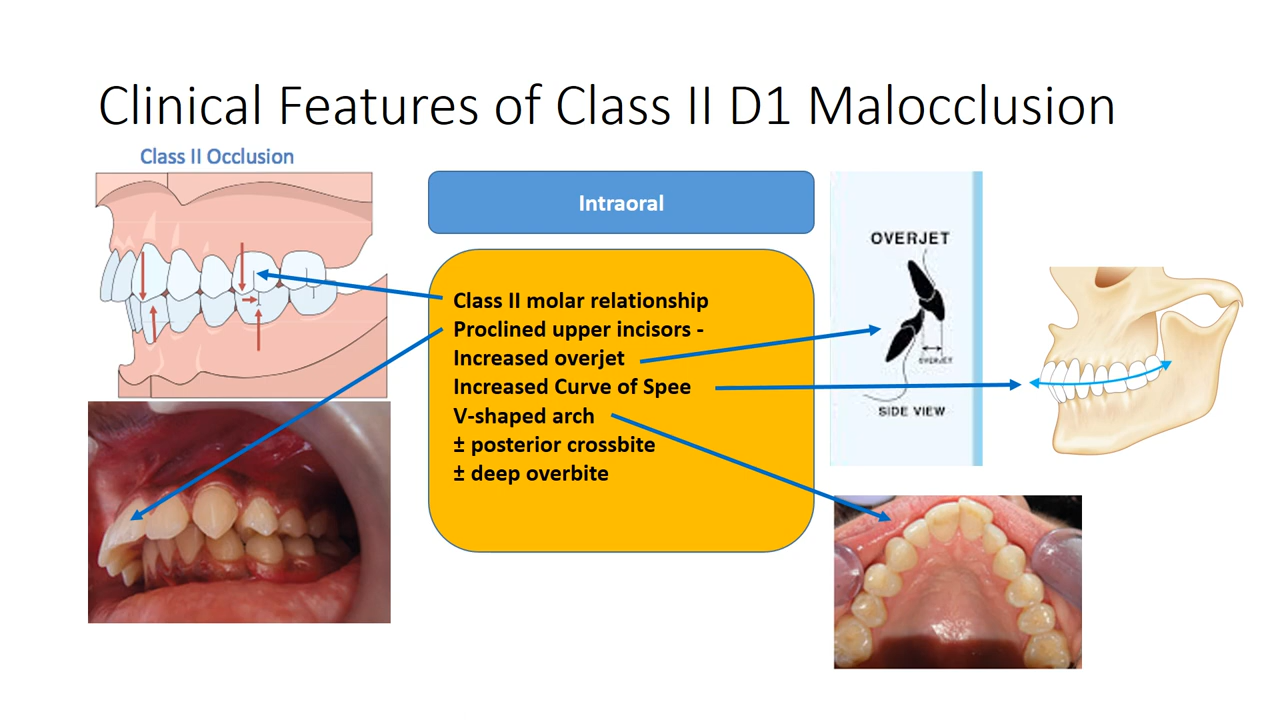 Clinical Features of Class II D1 Malocclusion
Class II Occlusion
Intraoral
Class II molar relationship
Proclined upper incisors -
Increased overjet
Increased Curve of Spee
V-shaped arch
± posterior crossbite
± deep overbite
OVERJET
OVERJET
SIDE VIEW